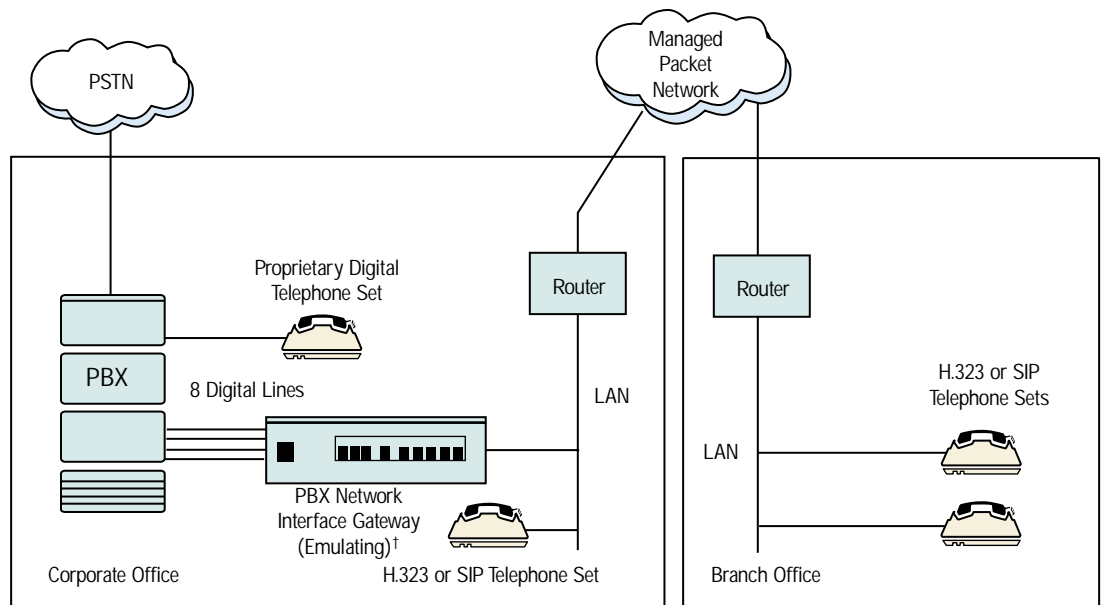 PSTN
Managed
Packet
Network
Proprietary Digital
Telephone Set
Router
Router
PBX
8 Digital Lines
LAN
H.323 or SIP
Telephone Sets
LAN
PBX Network
Interface Gateway
(Emulating)†
Corporate Office
H.323 or SIP Telephone Set
Branch Office